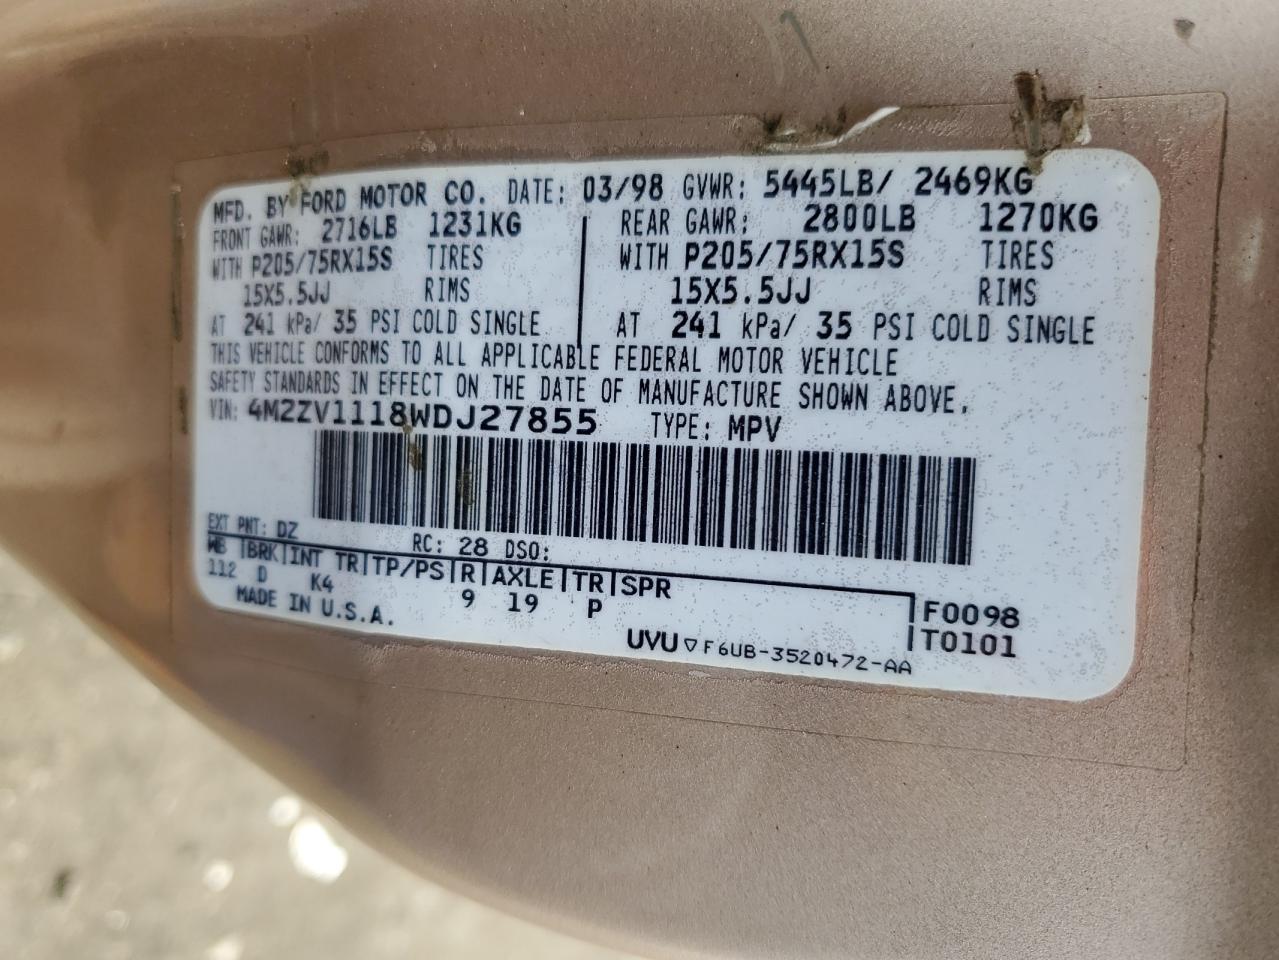 MFD. BY FORD MOTOR CO. DATE: 03/98 GVWR: 5445LB/ 2469KG
FRONT GAWR: 2716LB 1231KG REAR GAWR: 2800LB 1270KG
WITH P205/75RX15S TIRES WITH P205/75RX15S TIRES
15X5.5JJ RIMS 15X5.5JJ RIMS
AT 241 kPa/ 35 PSI COLD SINGLE AT 241 kPa/ 35 PSI COLD SINGLE
THIS VEHICLE CONFORMS TO ALL APPLICABLE FEDERAL MOTOR VEHICLE
SAFETY STANDARDS IN EFFECT ON THE DATE OF MANUFACTURE SHOWN ABOVE.
VIN: 4M2ZV1118WDJ27855 TYPE: MPV
EXT PNT: DZ RC: 28 DSO:
WB BRK INT TR TP/PS R AXLE TR SPR
112 D K4 9 19 P F0098
MADE IN U.S.A. T0101
UVU F6UB-3520472-AA